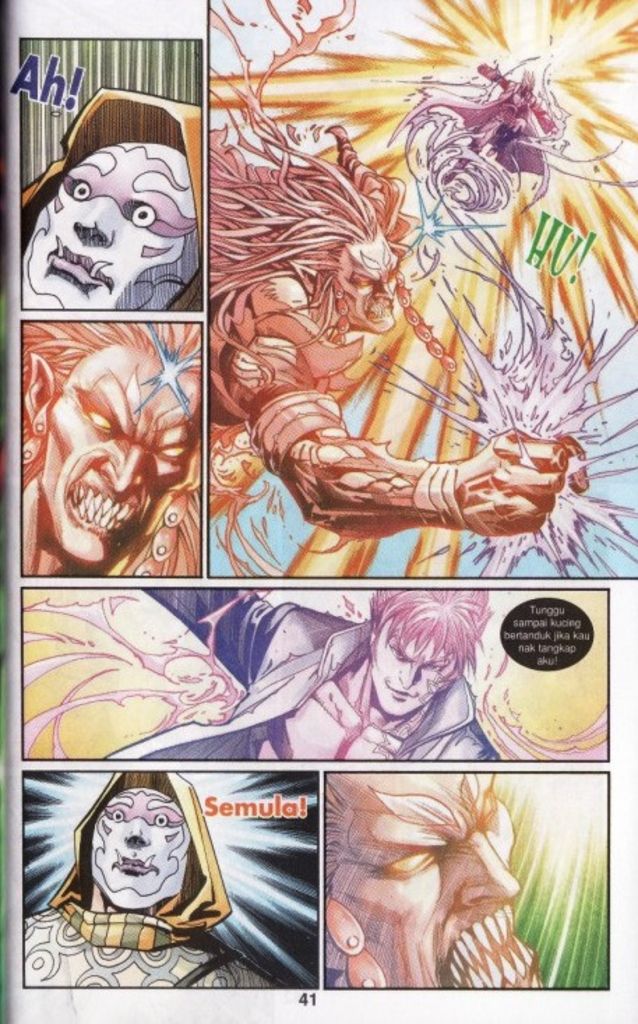 Ah!
HU!
Tunggu
sampai kucing
bertanduk jika kau
nak tangkap
aku!
Semula!
41